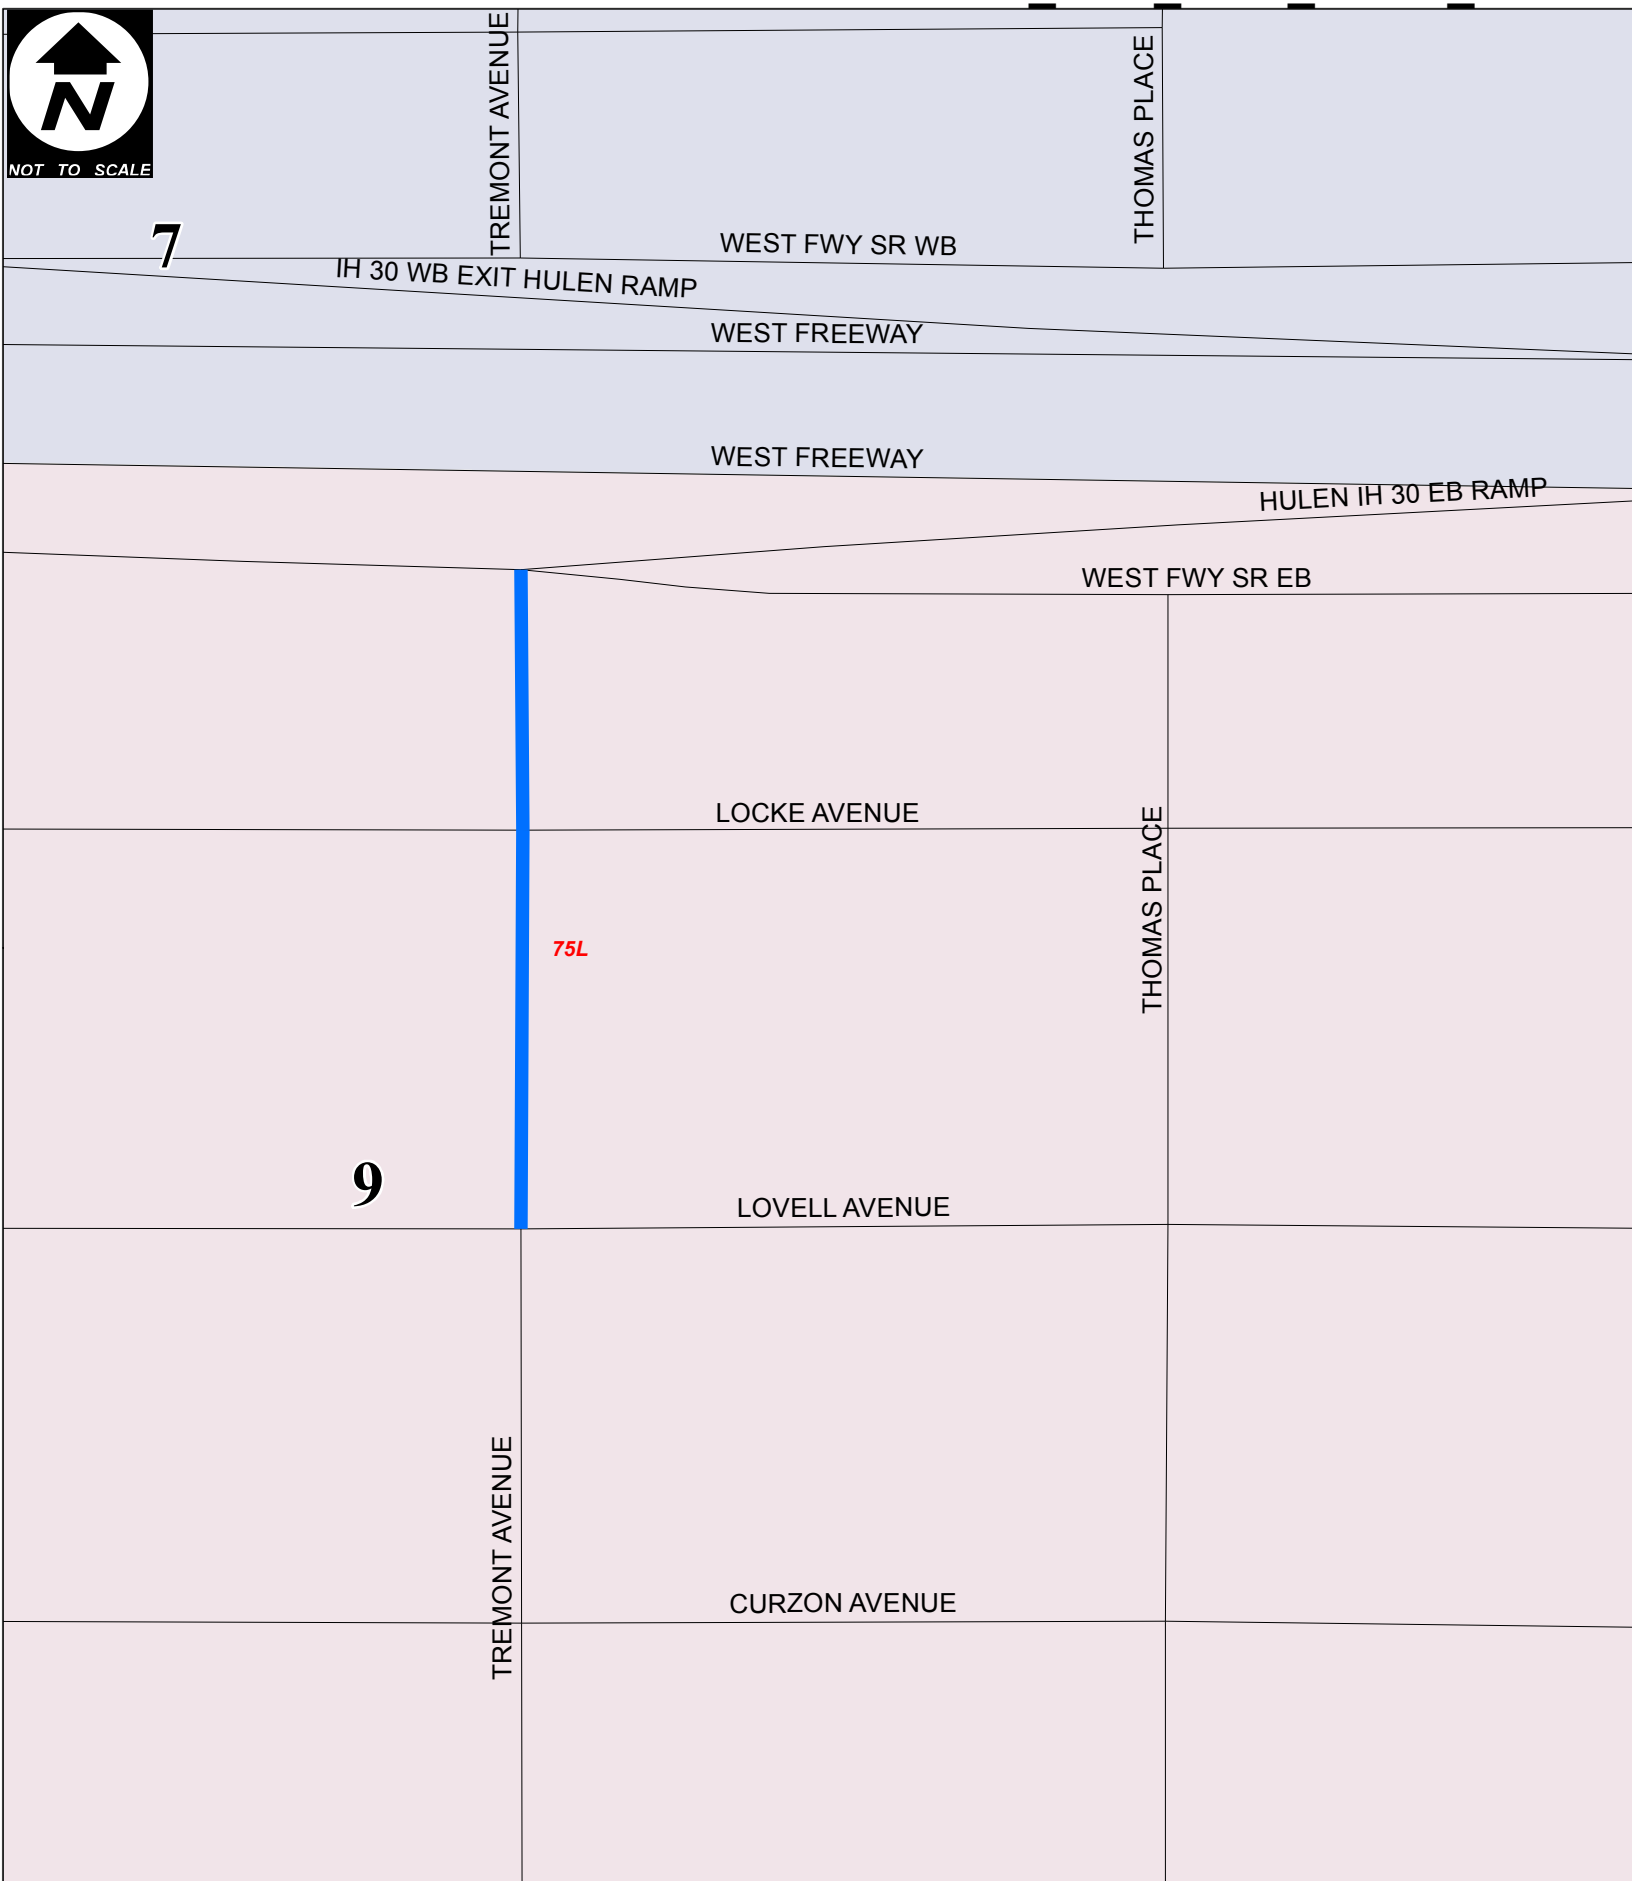 TREMONT AVENUE
THOMAS PLACE
N
NOT TO SCALE
7
WEST FWY SR WB
IH 30 WB EXIT HULEN RAMP
WEST FREEWAY
WEST FREEWAY
HULEN IH 30 EB RAMP
WEST FWY SR EB
LOCKE AVENUE
THOMAS PLACE
75L
9
LOVELL AVENUE
TREMONT AVENUE
CURZON AVENUE